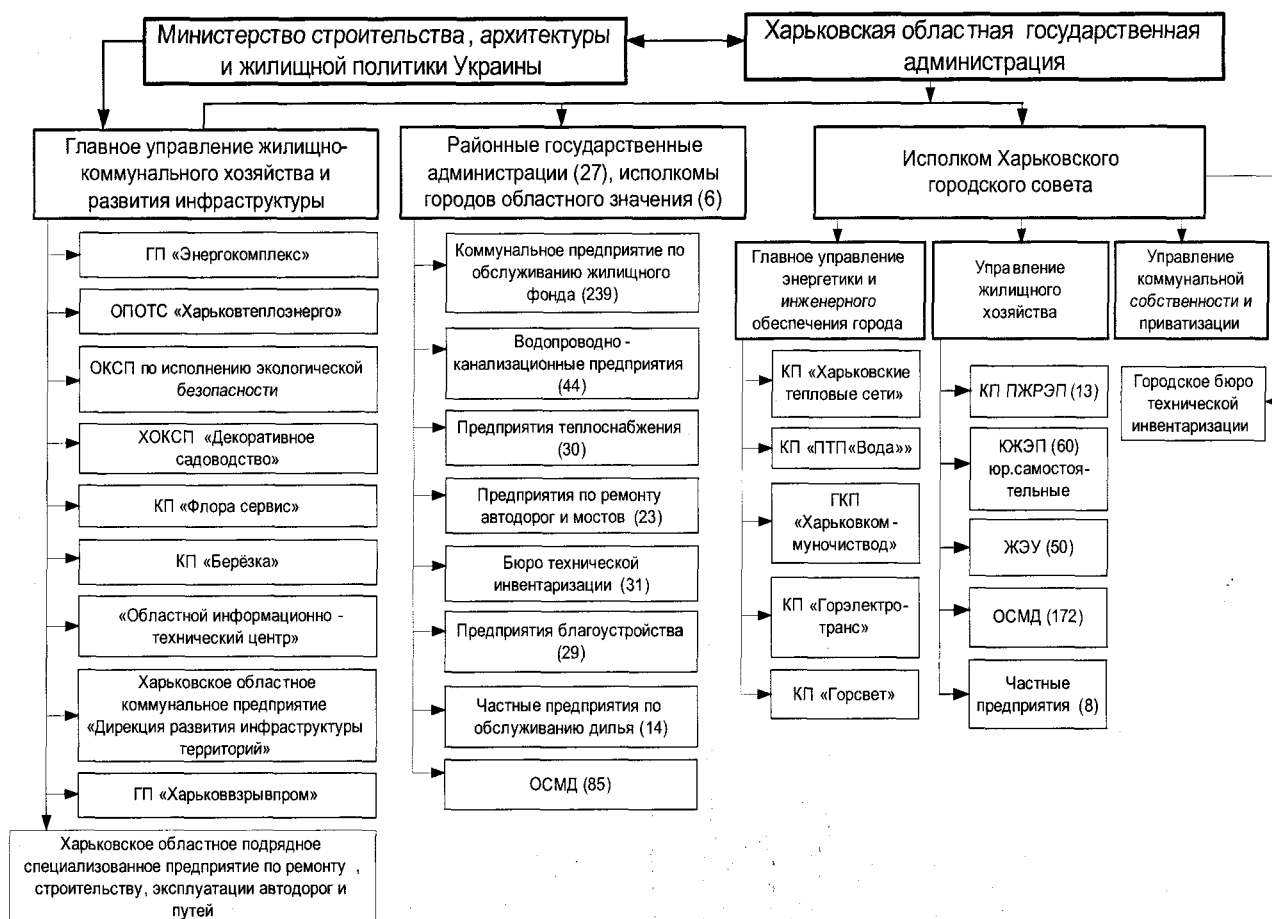 Министерство строительства, архитектуры
и жилищной политики Украины
Харьковская областная государственная
администрация
Главное управление жилищно-
коммунального хозяйства и
развития инфраструктуры
Районные государственные
администрации (27), исполкомы
городов областного значения (6)
Исполком Харьковского
городского совета
ГП «Энергокомплекс»
ОПОТС «Харьковтеплоэнерго»
ОКСП по исполнению экологической
безопасности
ХОКСП «Декоративное
садоводство»
КП «Флора сервис»
КП «Берёзка»
«Областной информационно -
технический центр»
Харьковское областное
коммунальное предприятие
«Дирекция развития инфраструктуры
территорий»
ГП «Харьковвзрывпром»
Харьковское областное подрядное
специализованное предприятие по ремонту ,
строительству, эксплуатации автодорог и
путей
Коммунальное предприятие по
обслуживанию жилищного
фонда (239)
Водопроводно -
канализационные предприятия
(44)
Предприятия теплоснабжения
(30)
Предприятия по ремонту
автодорог и мостов (23)
Бюро технической
инвентаризации (31)
Предприятия благоустройства
(29)
Частные предприятия по
обслуживанию дилья (14)
ОСМД (85)
Главное управление
энергетики и
инженерного
обеспечения города
КП «Харьковские
тепловые сети»
КП «ПТП«Вода»»
ГКП
«Харьковком -
муночиствод»
КП «Горэлектро-
транс»
КП «Горсвет»
Управление
жилищного
хозяйства
КП ПЖРЭП (13)
КЖЭП (60)
юр.самостоя-
тельные
ЖЭУ (50)
ОСМД (172)
Частные
предприятия (8)
Управление
коммунальной
собственности и
приватизации
Городское бюро
технической
инвентаризации